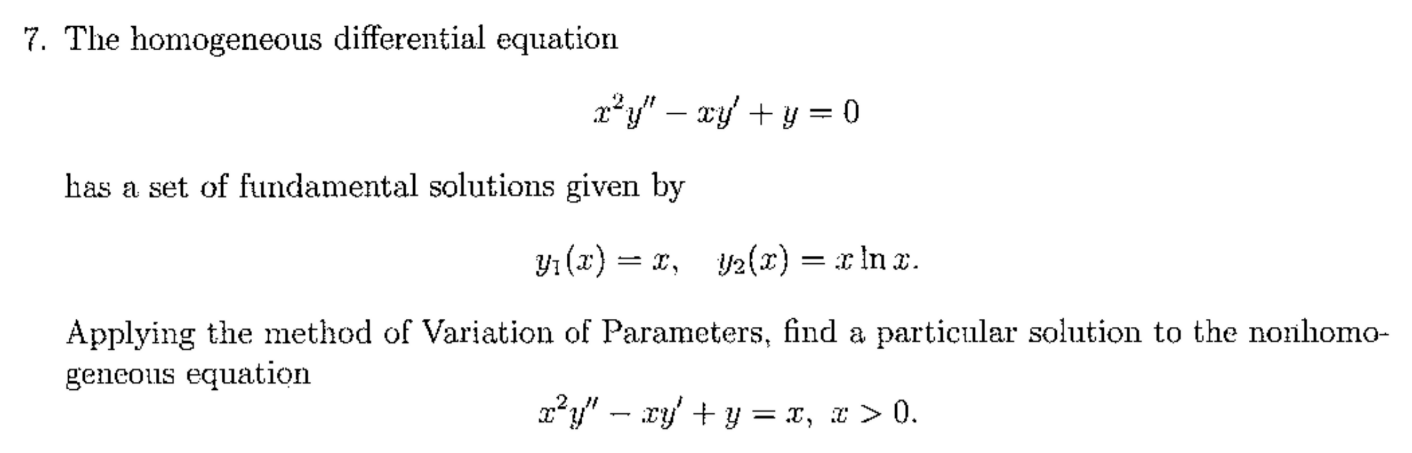 7. The homogeneous differential equation
x²y″ − xy′ + y = 0
has a set of fundamental solutions given by
y₁(x) = x, y₂(x) = x ln x.
Applying the method of Variation of Parameters, find a particular solution to the nonhomo-
geneous equation
x²y″ − xy′ + y = x, x > 0.